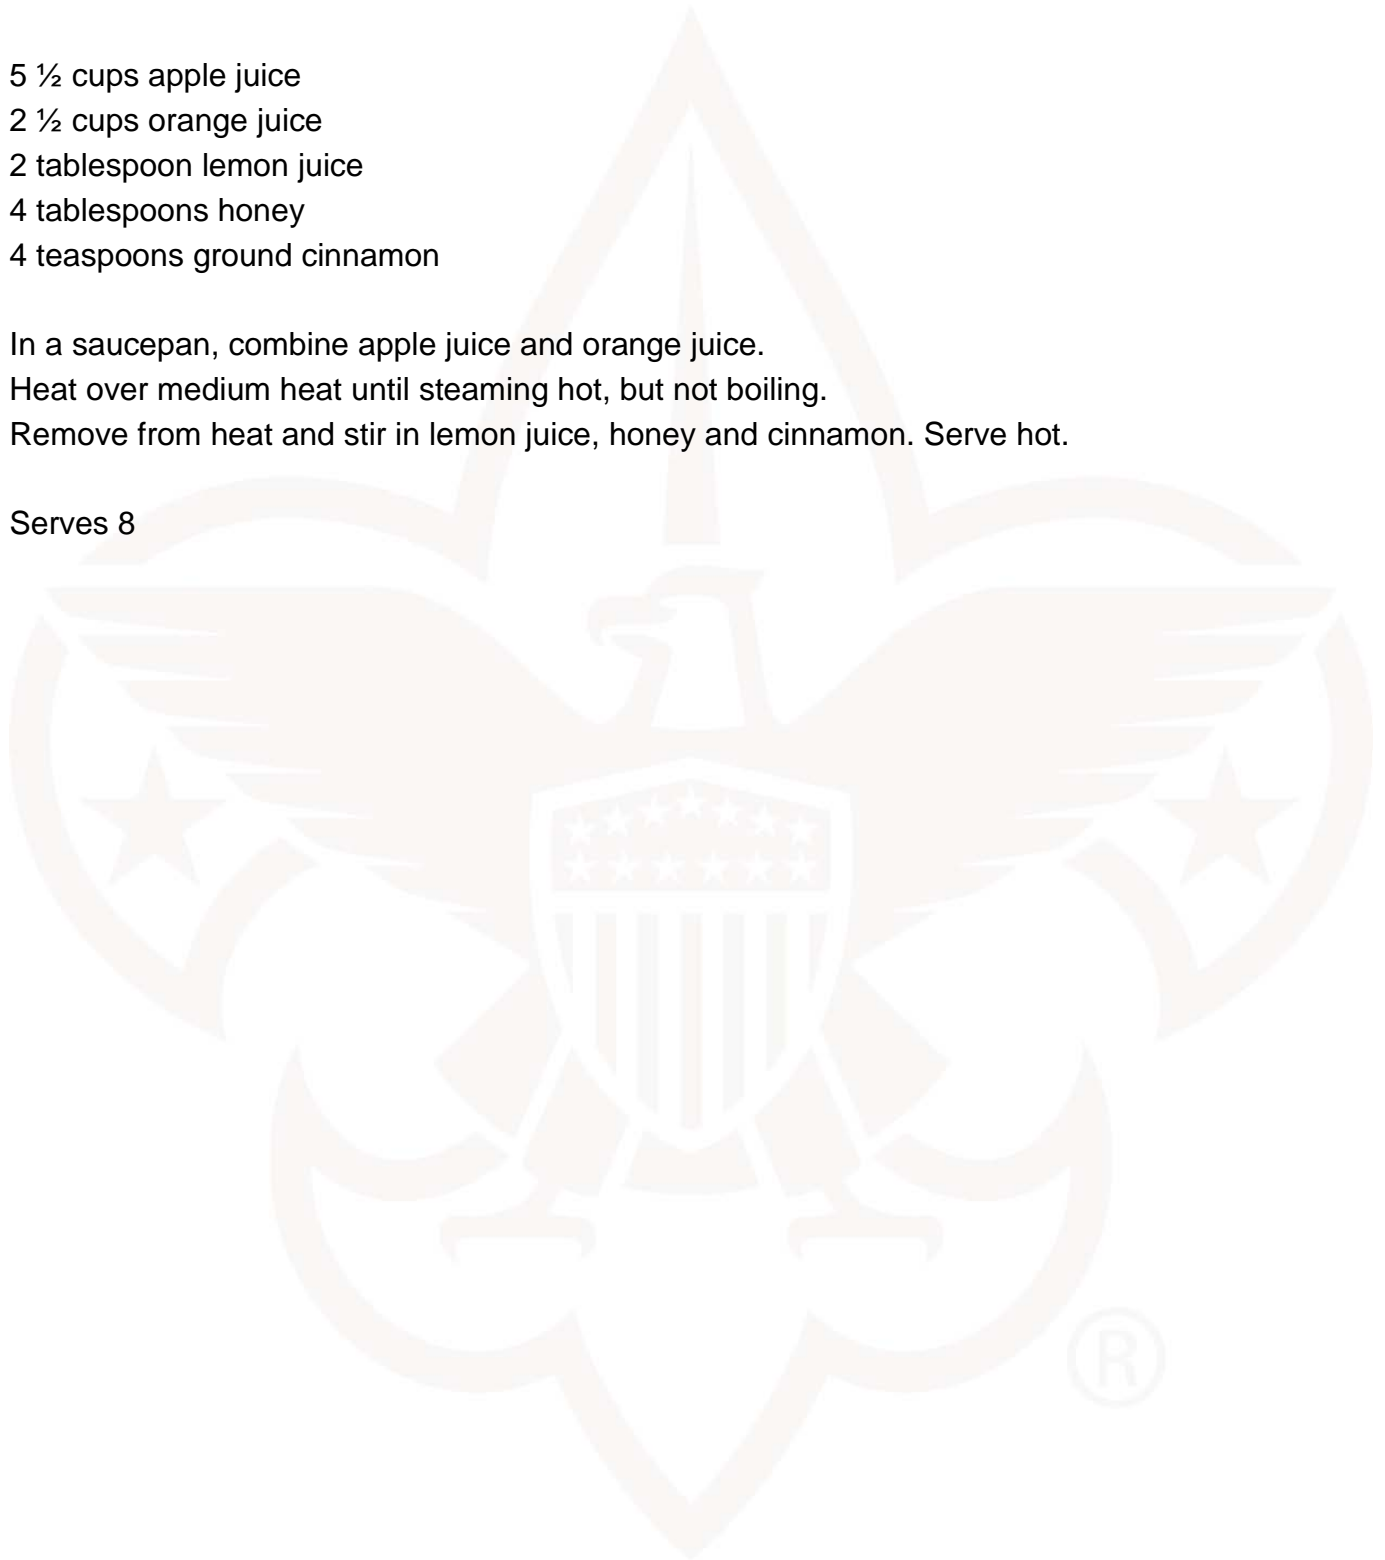 5 ½ cups apple juice
2 ½ cups orange juice
2 tablespoon lemon juice
4 tablespoons honey
4 teaspoons ground cinnamon
In a saucepan, combine apple juice and orange juice.
Heat over medium heat until steaming hot, but not boiling.
Remove from heat and stir in lemon juice, honey and cinnamon. Serve hot.
Serves 8
®